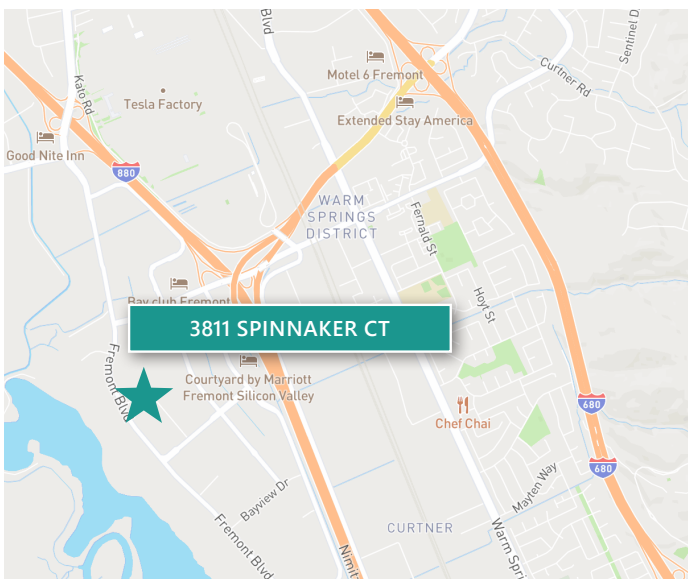 Blvd
Sentinel D
Motel 6 Fremont
Curtner Rd
Kato Rd
Tesla Factory
Extended Stay America
Good Nite Inn
880
WARM
SPRINGS
DISTRICT
Fernald St
Hoyt St
Bay club Fremont
3811 SPINNAKER CT
Fremont Blvd
Courtyard by Marriott
Fremont Silicon Valley
680
Chef Chai
680
Mayten Way
Bayview Dr
Fremont Blvd
CURTNER
Nimit
Warm Spri